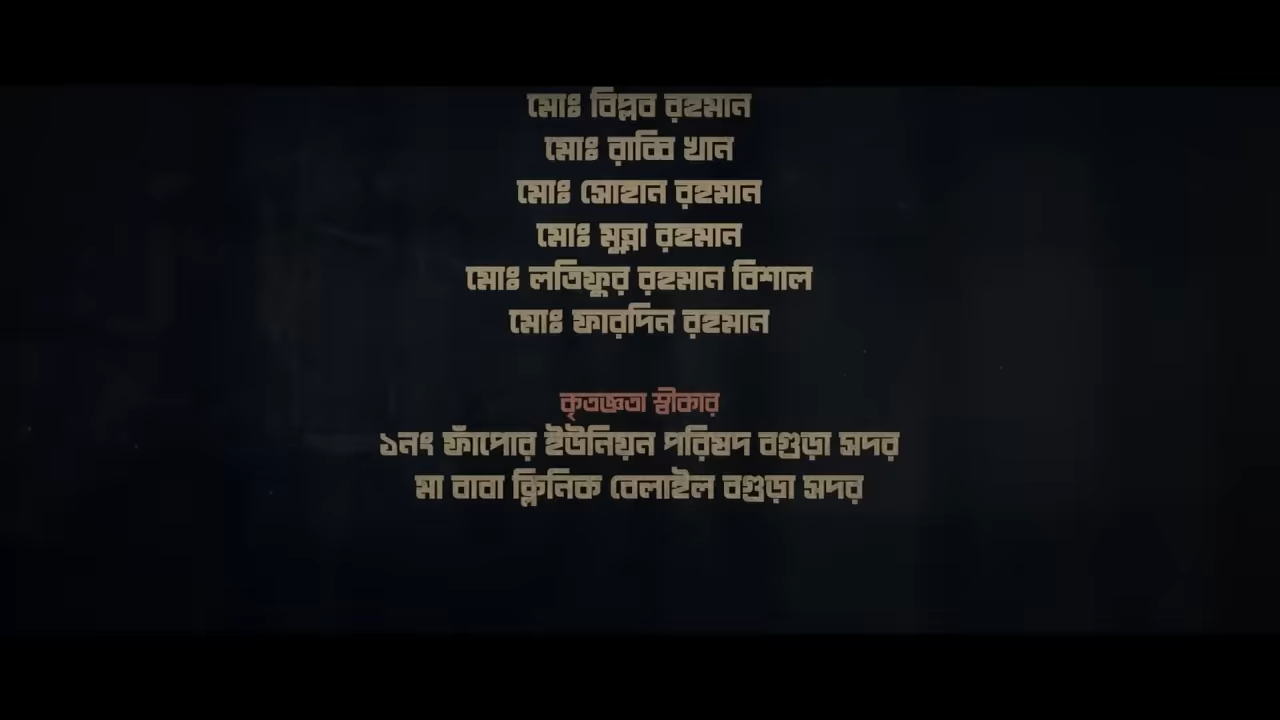 মোঃ বিপ্লব রহমান
মোঃ রাব্বি খান
মোঃ সোহান রহমান
মোঃ মুন্না রহমান
মোঃ লতিফুর রহমান বিশাল
মোঃ ফারদিন রহমান
কৃতজ্ঞতা স্বীকার
১নং ফাঁপোর ইউনিয়ন পরিষদ বগুড়া সদর
মা বাবা ক্লিনিক বেলাইল বগুড়া সদর